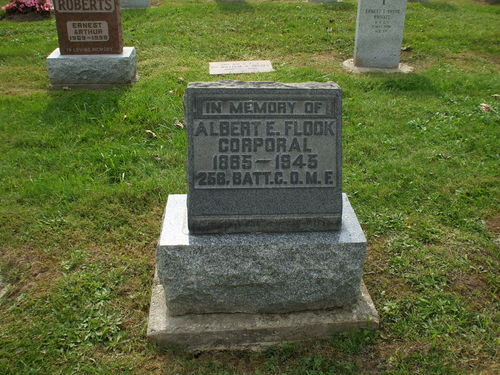 ROBERTS
ERNEST
ARTHUR
IN MEMORY OF
ALBERT E. FLOOK
CORPORAL
1885—1945
258. BATT. C. O. M. F.